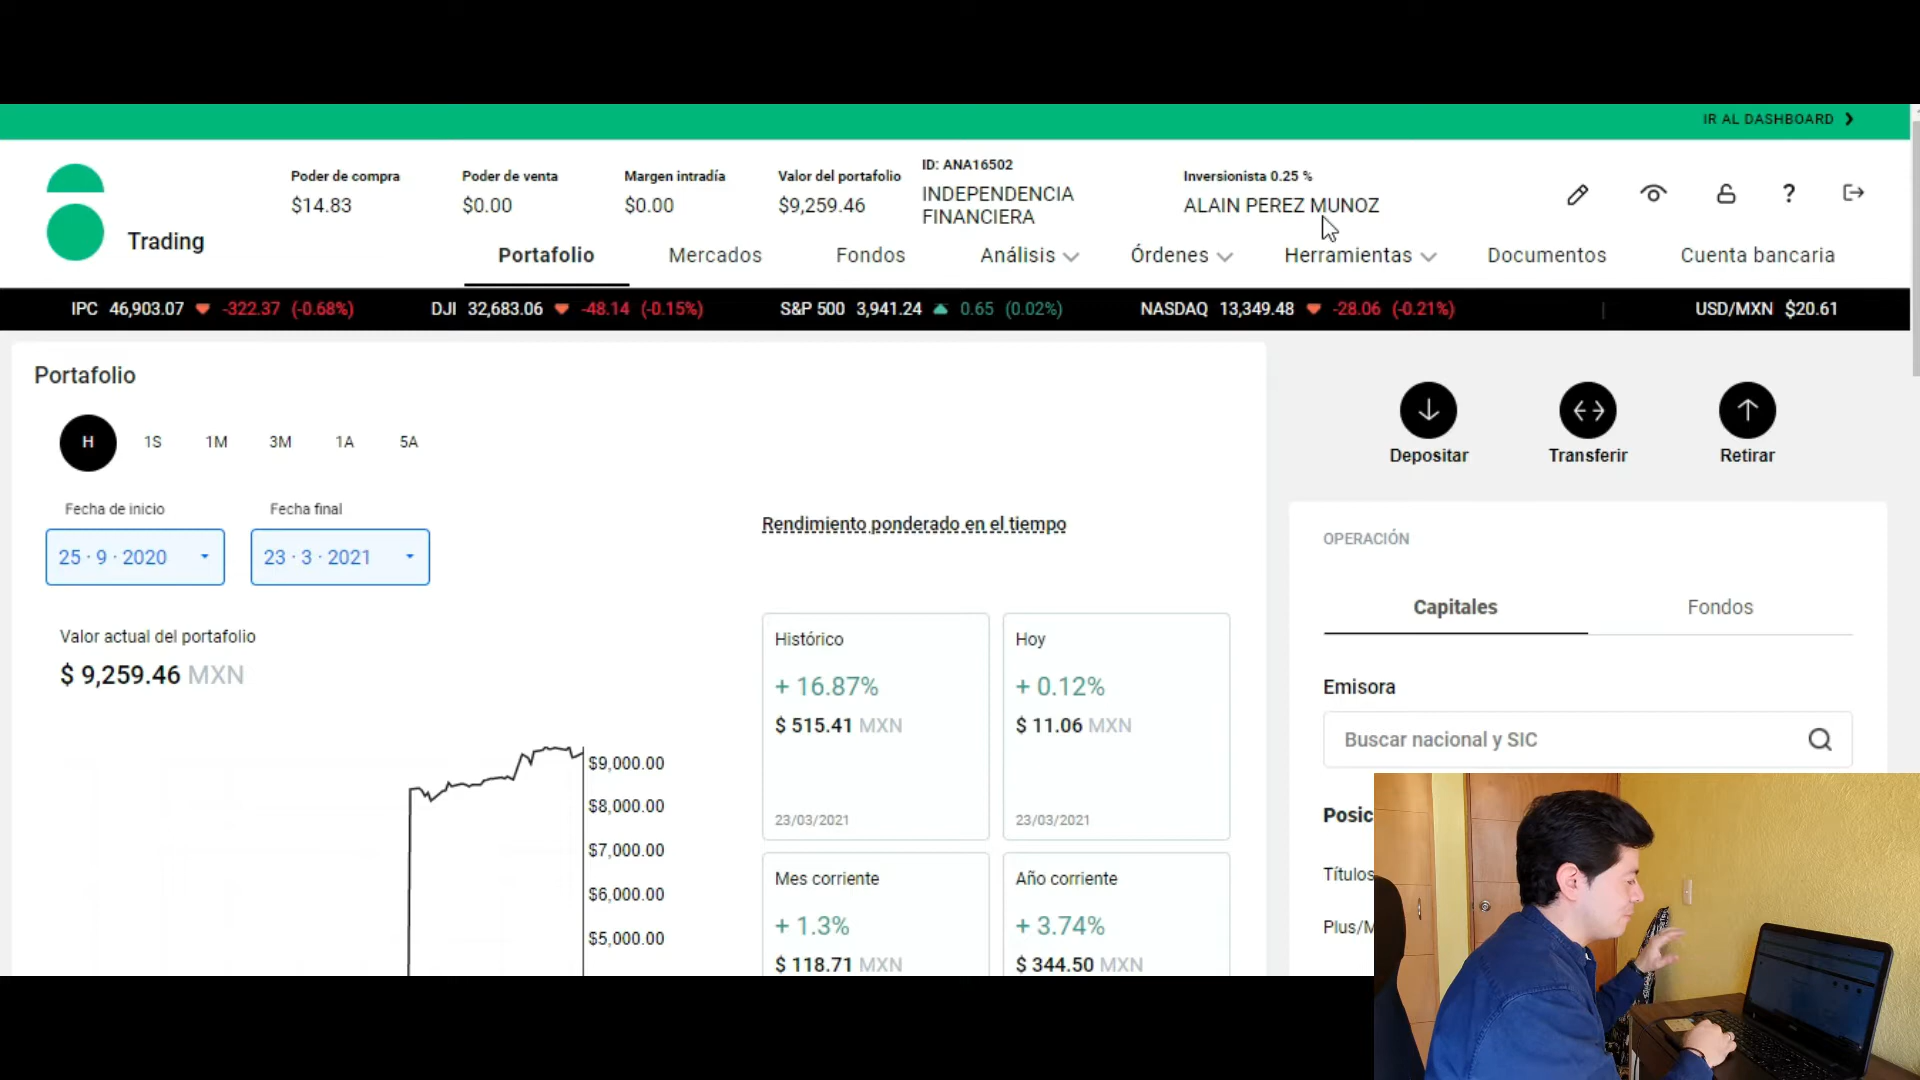 IR AL DASHBOARD
Poder de compra
$14.83
Poder de venta
$0.00
Margen intradía
$0.00
Valor del portafolio
$9,259.46
ID: ANA16502
INDEPENDENCIA
FINANCIERA
Inversionista 0.25 %
ALAIN PEREZ MUNOZ
?
Trading
Portafolio
Mercados
Fondos
Análisis
Órdenes
Herramientas
Documentos
Cuenta bancaria
IPC 46,903.07 -322.37 (-0.68%)
DJI 32,683.06 -48.14 (-0.15%)
S&P 500 3,941.24 0.65 (0.02%)
NASDAQ 13,349.48 -28.06 (-0.21%)
USD/MXN $20.61
Portafolio
H 1S 1M 3M 1A 5A
Fecha de inicio
25 · 9 · 2020
Fecha final
23 · 3 · 2021
Valor actual del portafolio
$ 9,259.46 MXN
$9,000.00
$8,000.00
$7,000.00
$6,000.00
$5,000.00
Rendimiento ponderado en el tiempo
Histórico
+ 16.87%
$ 515.41 MXN
23/03/2021
Hoy
+ 0.12%
$ 11.06 MXN
23/03/2021
Mes corriente
+ 1.3%
$ 118.71 MXN
Año corriente
+ 3.74%
$ 344.50 MXN
Depositar
Transferir
Retirar
OPERACIÓN
Capitales
Fondos
Emisora
Buscar nacional y SIC
Posic
Títulos
Plus/M